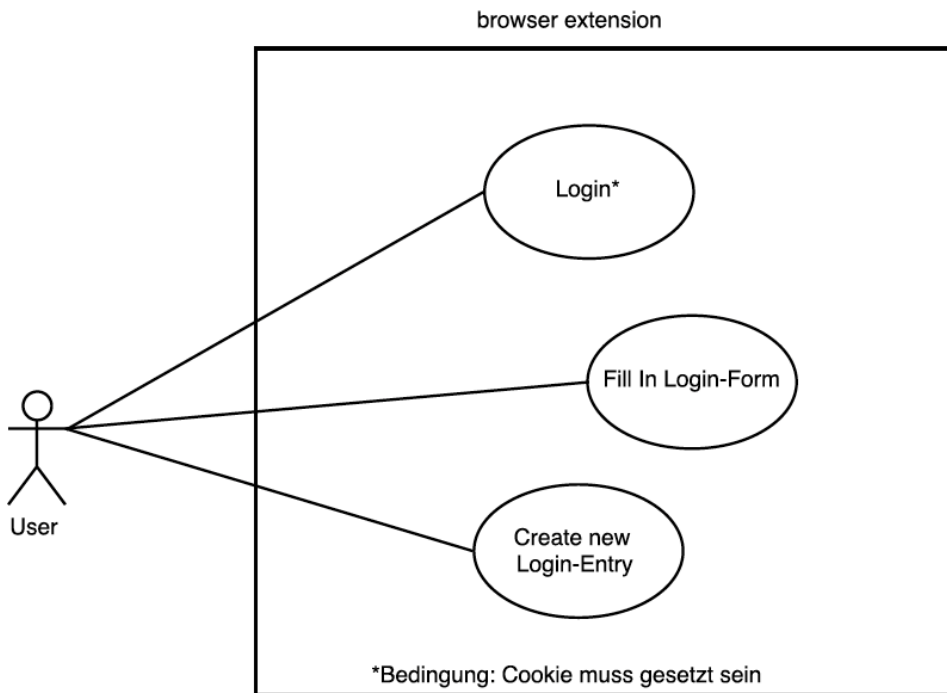 browser extension
Login*
Fill In Login-Form
User
Create new
Login-Entry
*Bedingung: Cookie muss gesetzt sein